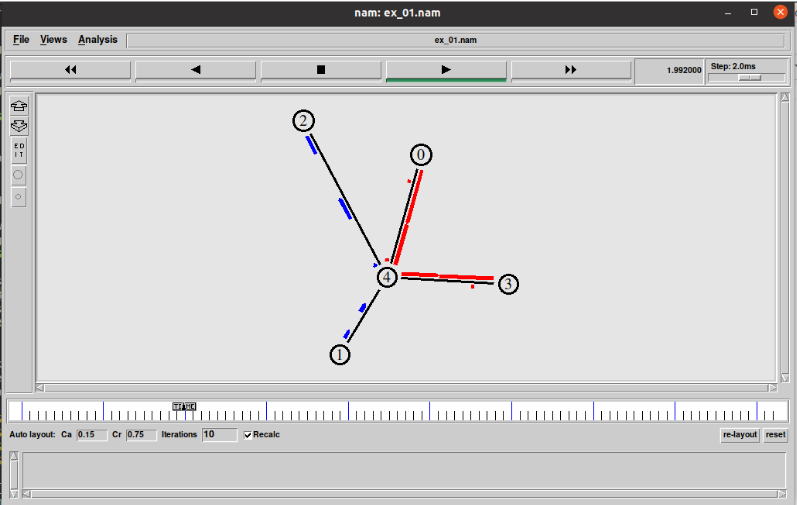 nam: ex_01.nam
File Views Analysis ex_01.nam
1.992000 Step: 2.0ms
E D
I T
2
0
4
3
1
TIME
Auto layout: Ca 0.15 Cr 0.75 Iterations 10 Recalc re-layout reset